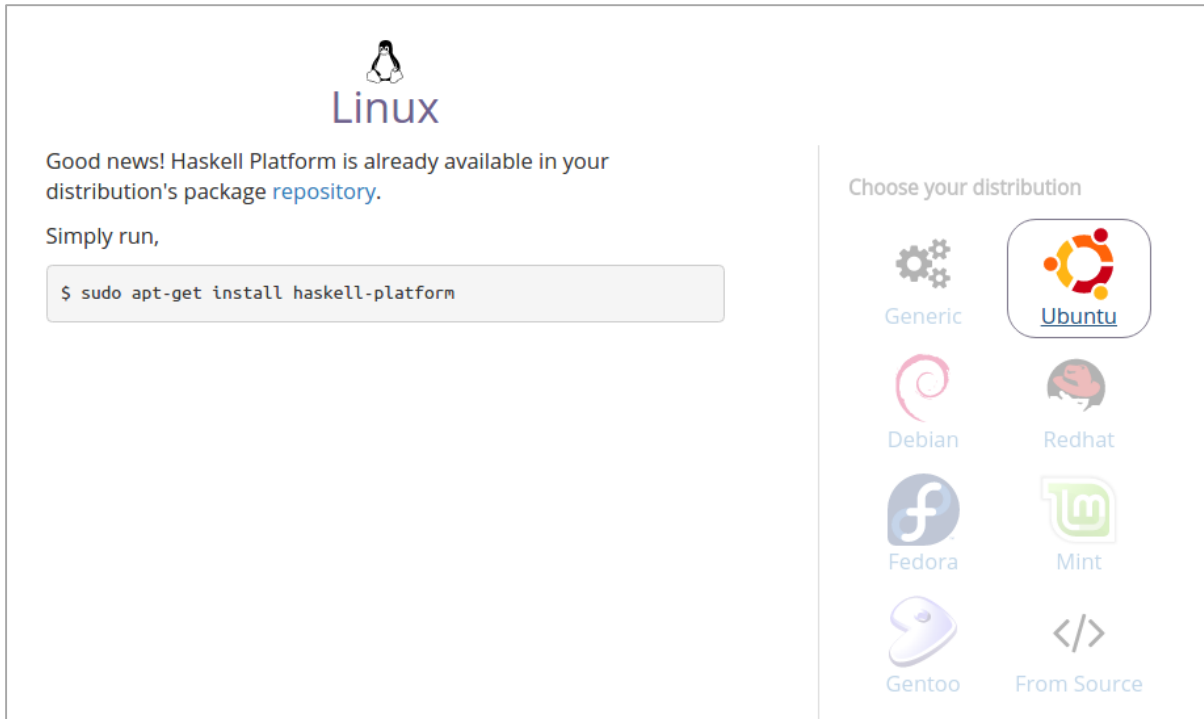 Linux
Good news! Haskell Platform is already available in your
distribution's package repository.
Simply run,
$ sudo apt-get install haskell-platform
Choose your distribution
Generic
Ubuntu
Debian
Redhat
Fedora
Mint
Gentoo
From Source